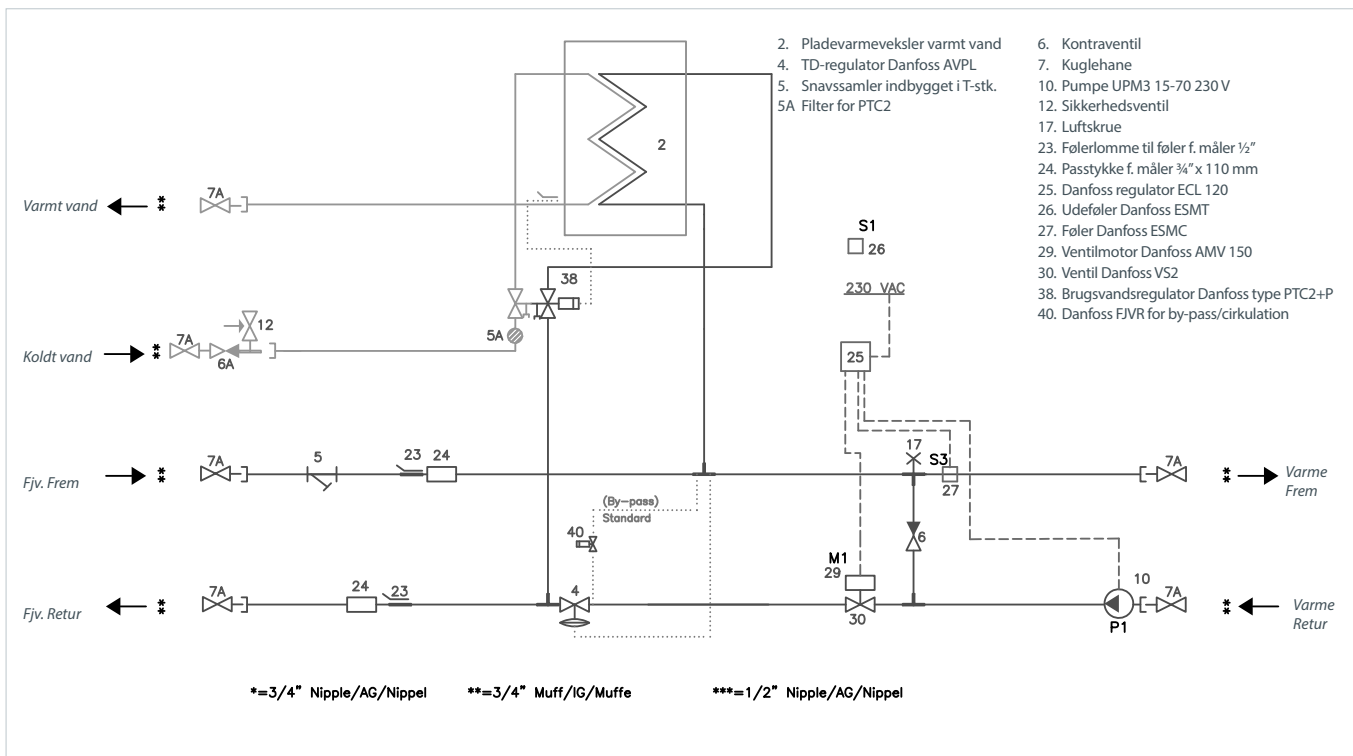 2. Pladevarmeveksler varmt vand
4. TD-regulator Danfoss AVPL
5. Snavssamler indbygget i T-stk.
5A Filter for PTC2
6. Kontraventil
7. Kuglehane
10. Pumpe UPM3 15-70 230 V
12. Sikkerhedsventil
17. Luftskrue
23. Følerlomme til føler f. måler ½"
24. Passtykke f. måler ¾" x 110 mm
25. Danfoss regulator ECL 120
26. Udeføler Danfoss ESMT
27. Føler Danfoss ESMC
29. Ventilmotor Danfoss AMV 150
30. Ventil Danfoss VS2
38. Brugsvandsregulator Danfoss type PTC2+P
40. Danfoss FJVR for by-pass/cirkulation
2
Varmt vand
**
7A
S1
26
38
230 VAC
12
5A
Koldt vand
**
7A
6A
25
Fjv. Frem
**
7A
5
23
24
17
S3
27
7A
**
Varme
Frem
(By-pass)
Standard
40
6
M1
29
Fjv. Retur
**
7A
24
23
4
30
10
P1
7A
**
Varme
Retur
*=3/4" Nipple/AG/Nippel
**=3/4" Muff/IG/Muffe
***=1/2" Nipple/AG/Nippel